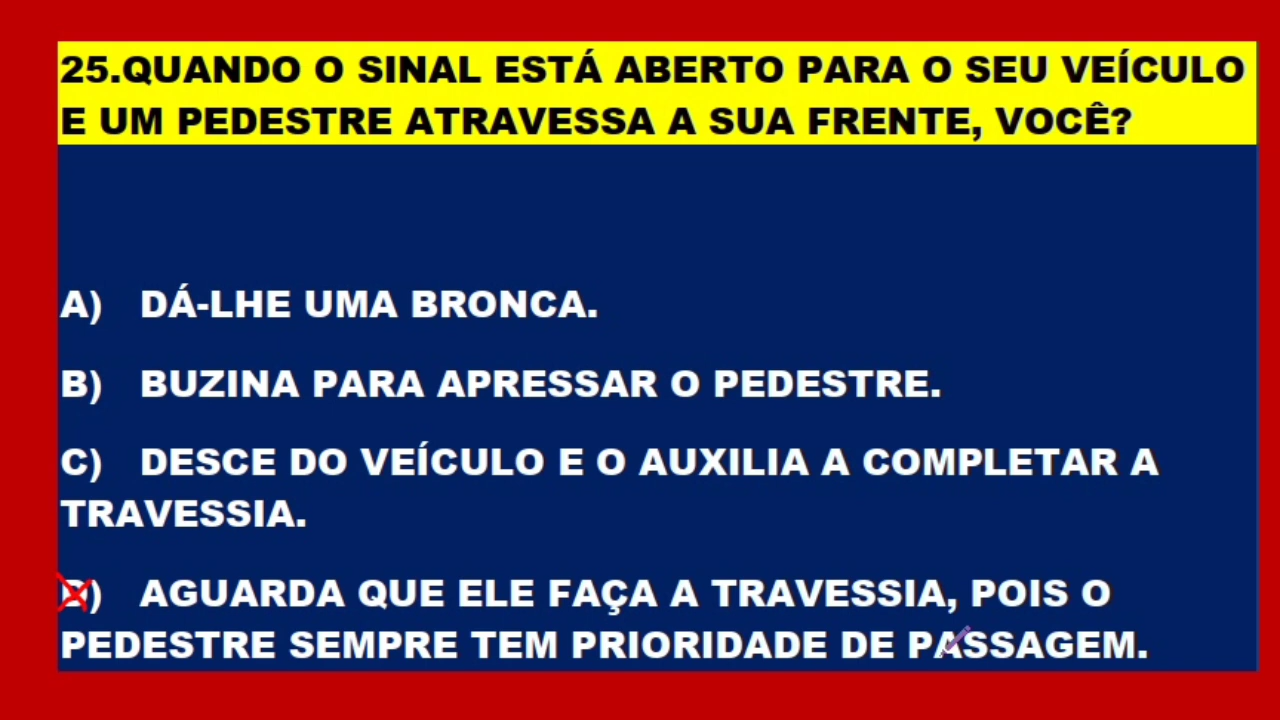 25.QUANDO O SINAL ESTÁ ABERTO PARA O SEU VEÍCULO
E UM PEDESTRE ATRAVESSA A SUA FRENTE, VOCÊ?
A) DÁ-LHE UMA BRONCA.
B) BUZINA PARA APRESSAR O PEDESTRE.
C) DESCE DO VEÍCULO E O AUXILIA A COMPLETAR A
TRAVESSIA.
D) AGUARDA QUE ELE FAÇA A TRAVESSIA, POIS O
PEDESTRE SEMPRE TEM PRIORIDADE DE PASSAGEM.